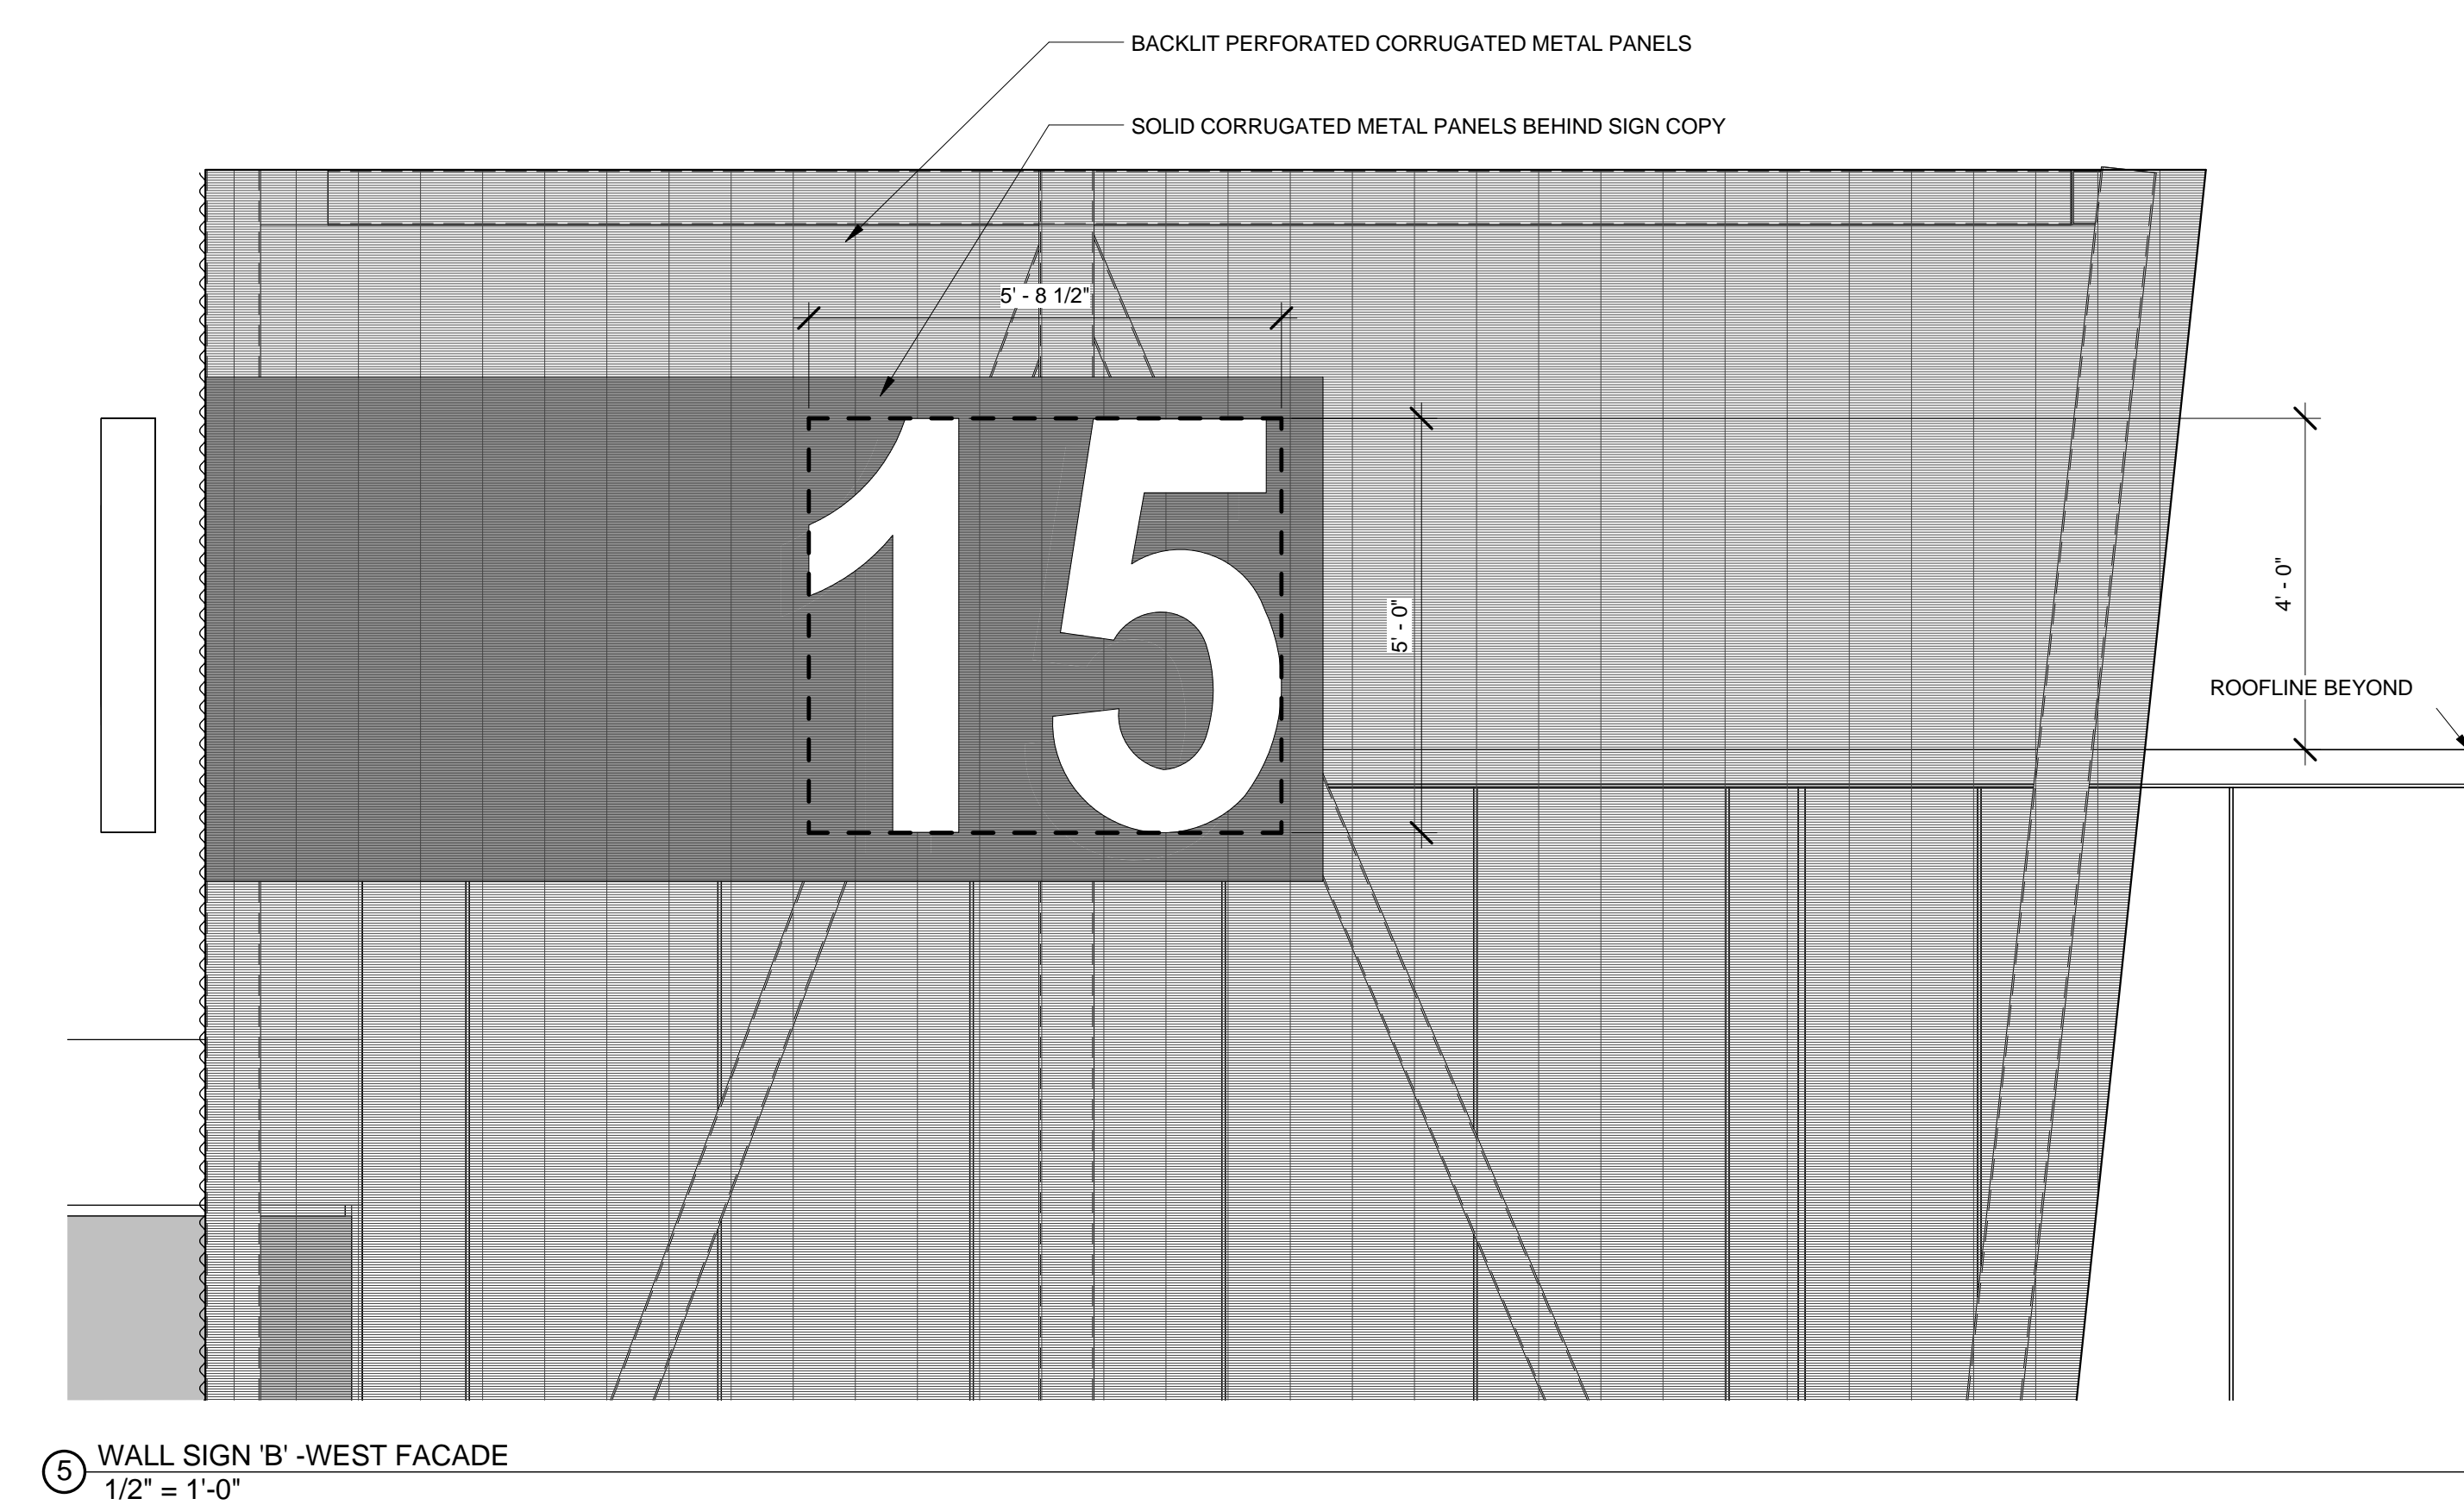 BACKLIT PERFORATED CORRUGATED METAL PANELS
SOLID CORRUGATED METAL PANELS BEHIND SIGN COPY
5' - 8 1/2"
15
5' - 0"
4' - 0"
ROOFLINE BEYOND
5
WALL SIGN 'B' -WEST FACADE
1/2" = 1'-0"